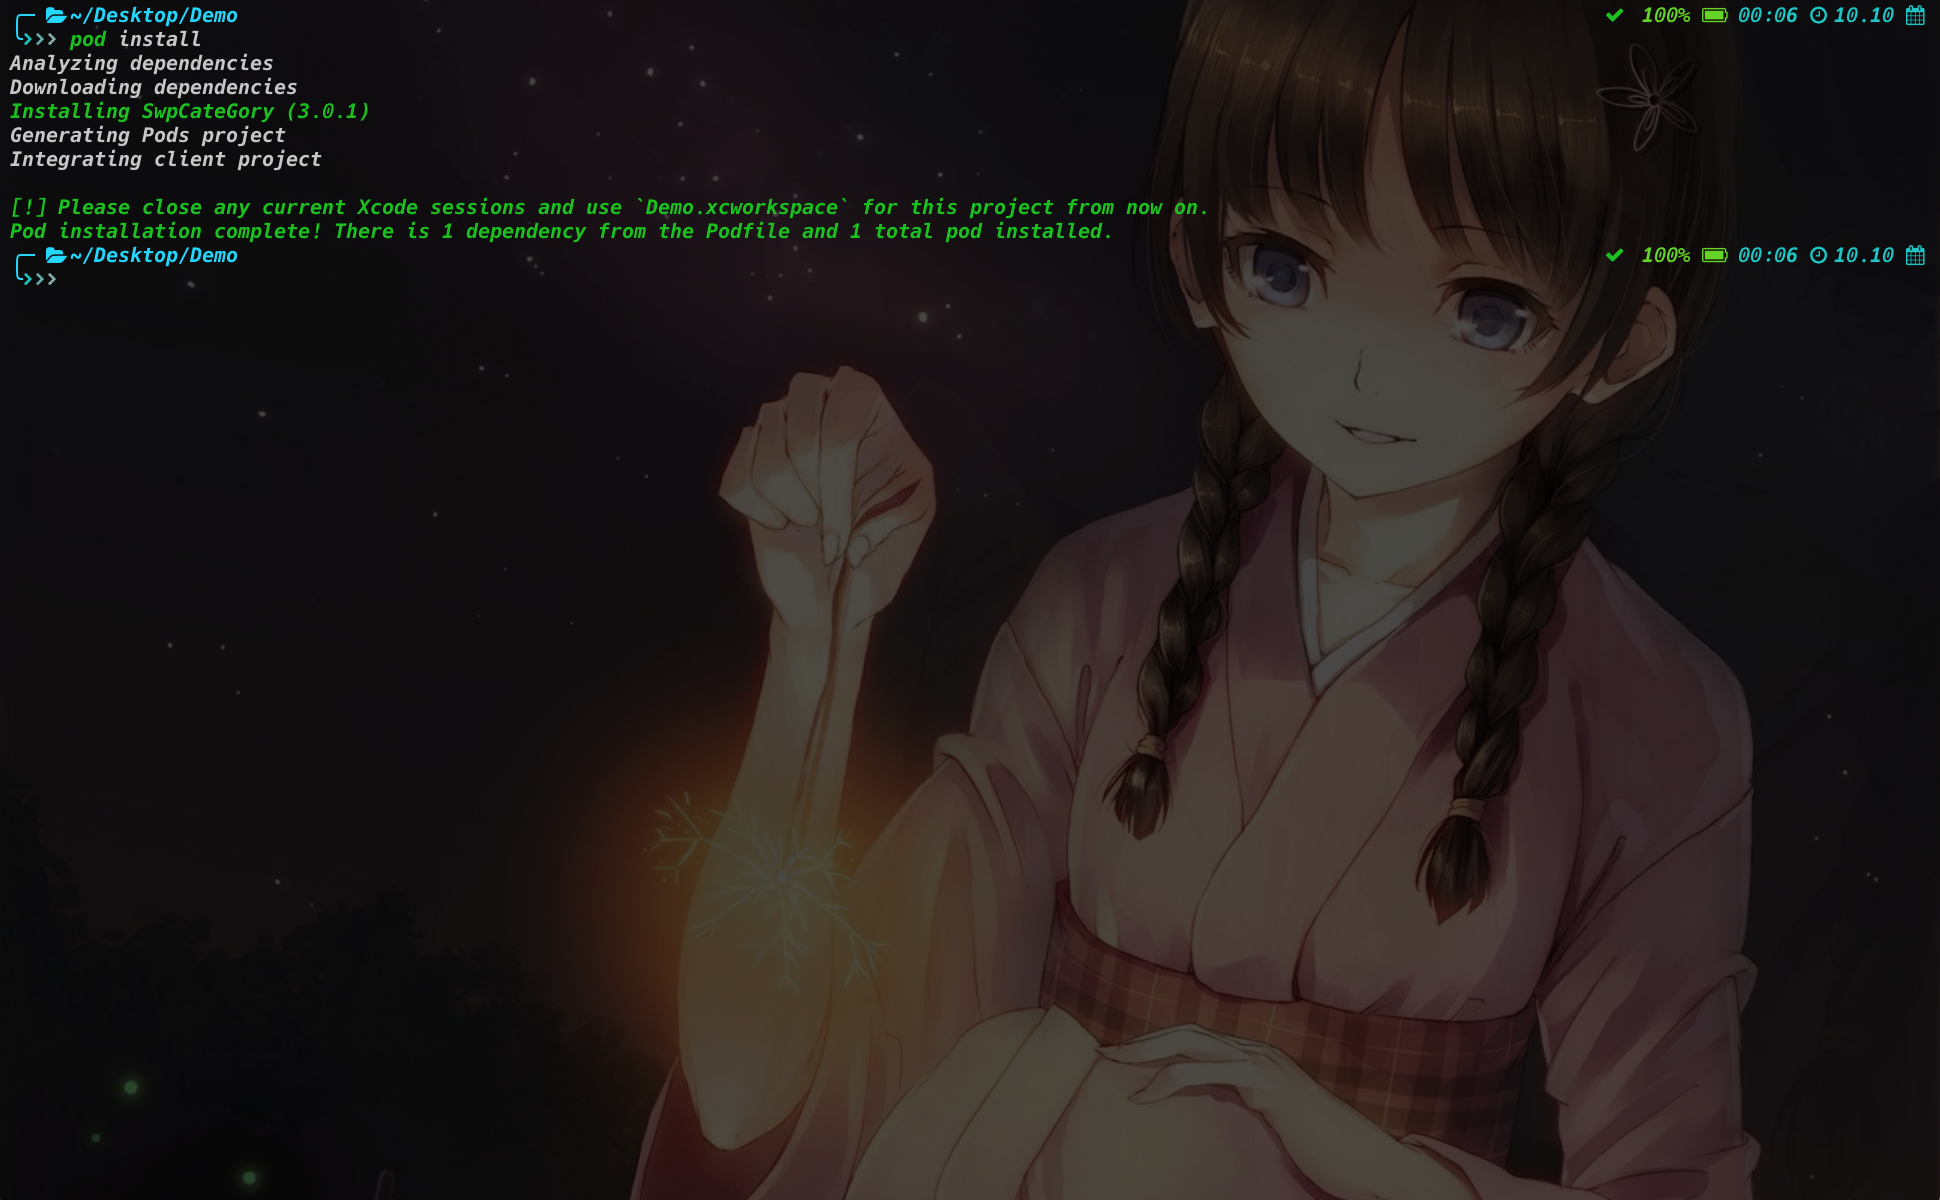 ~/Desktop/Demo 100% 00:06 10.10
>>> pod install
Analyzing dependencies
Downloading dependencies
Installing SwpCateGory (3.0.1)
Generating Pods project
Integrating client project
[!] Please close any current Xcode sessions and use `Demo.xcworkspace` for this project from now on.
Pod installation complete! There is 1 dependency from the Podfile and 1 total pod installed.
~/Desktop/Demo 100% 00:06 10.10
>>>